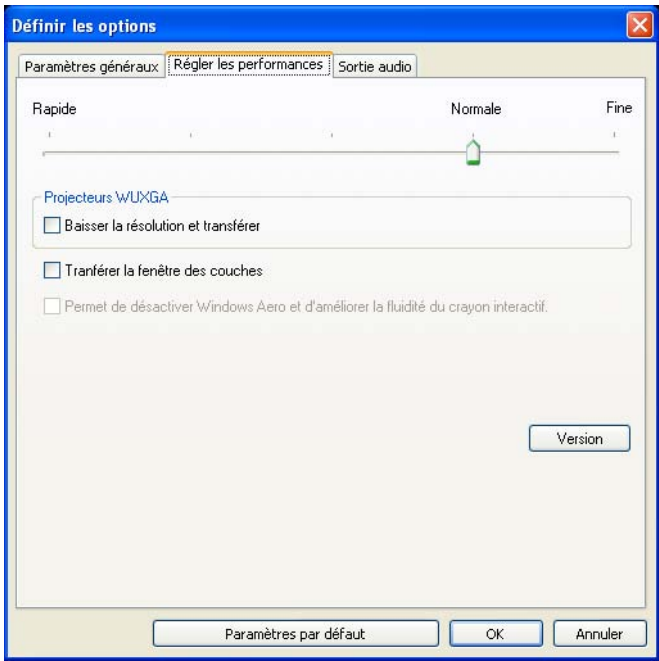 Définir les options
Paramètres généraux Régler les performances Sortie audio
Rapide Normale Fine
Projecteurs WUXGA
Baisser la résolution et transférer
Tranférer la fenêtre des couches
Permet de désactiver Windows Aero et d'améliorer la fluidité du crayon interactif.
Version
Paramètres par défaut OK Annuler